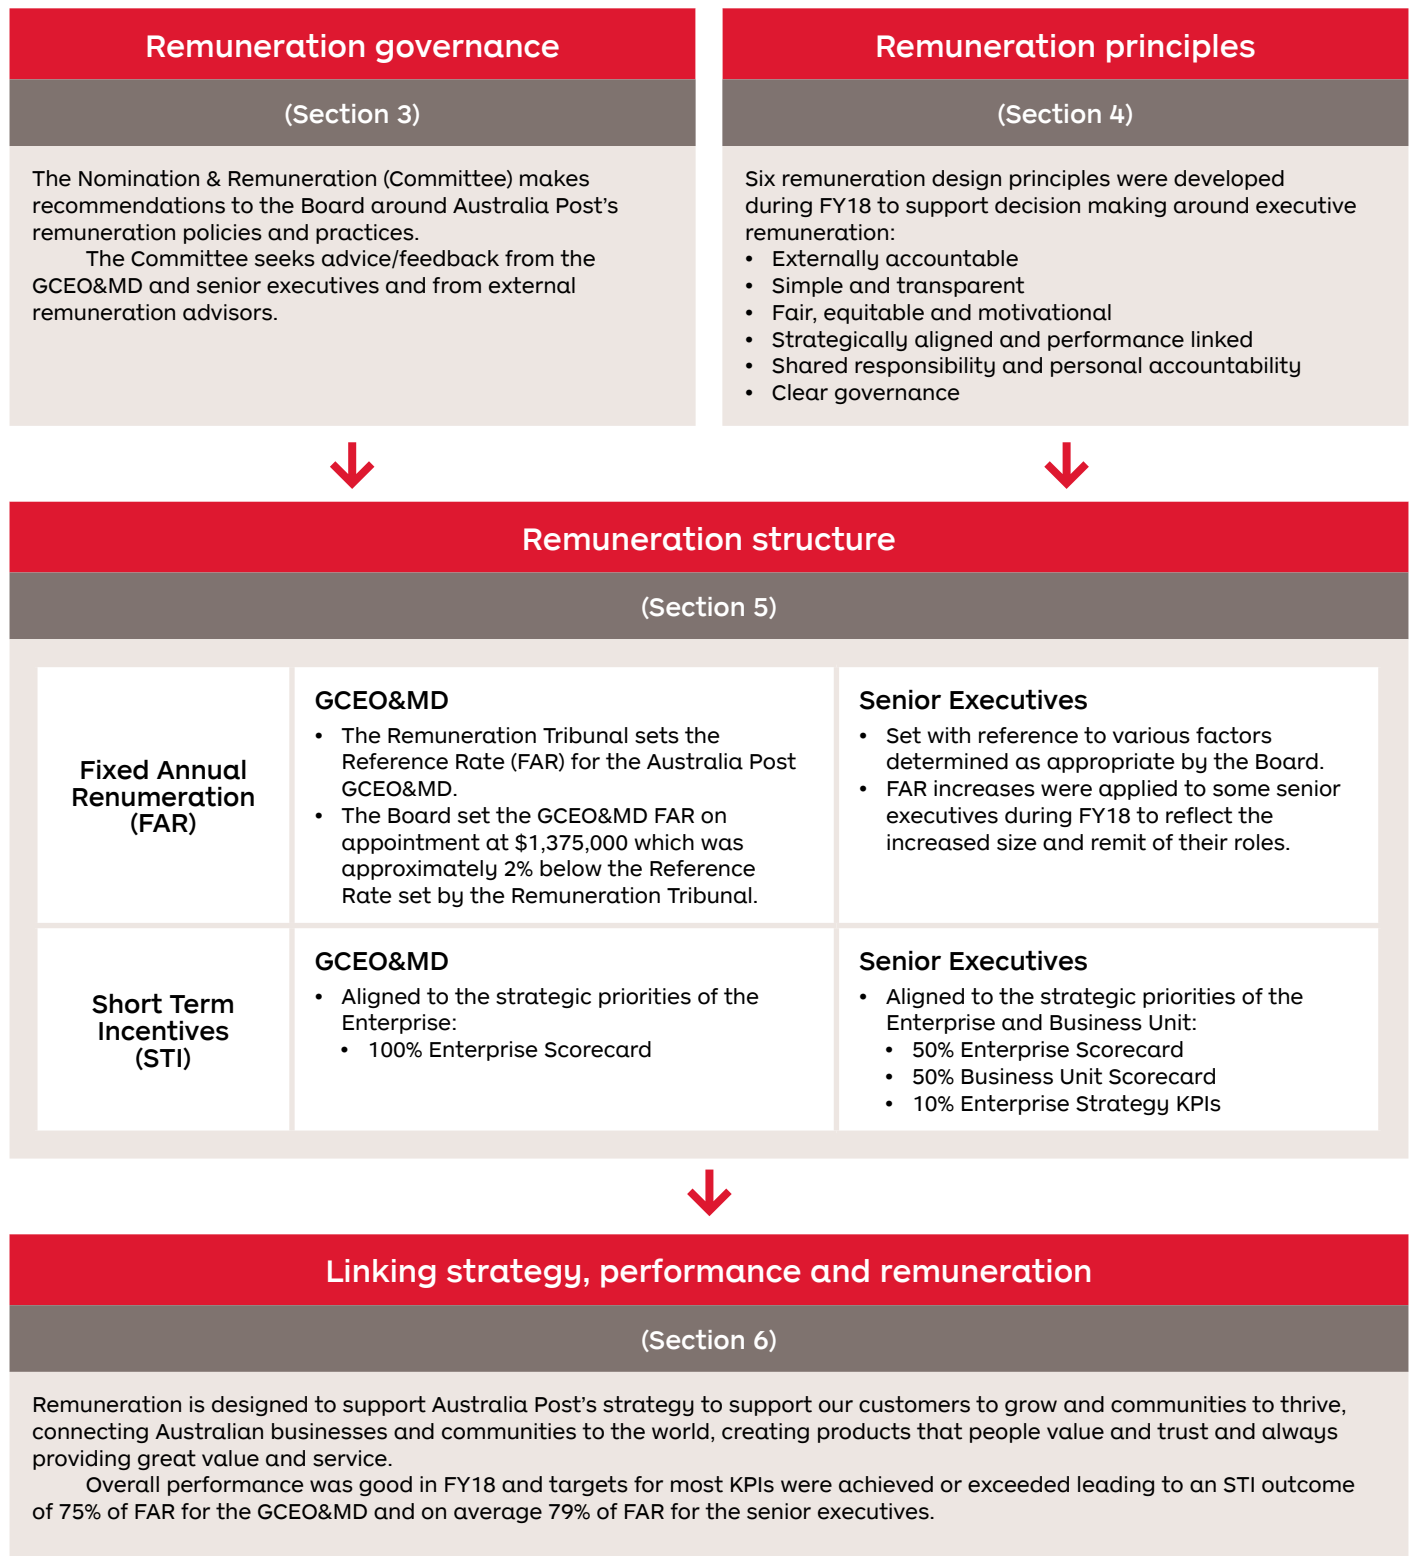 Remuneration governance
(Section 3)
The Nomination & Remuneration (Committee) makes
recommendations to the Board around Australia Post’s
remuneration policies and practices.
The Committee seeks advice/feedback from the
GCEO&MD and senior executives and from external
remuneration advisors.
Remuneration principles
(Section 4)
Six remuneration design principles were developed
during FY18 to support decision making around executive
remuneration:
• Externally accountable
• Simple and transparent
• Fair, equitable and motivational
• Strategically aligned and performance linked
• Shared responsibility and personal accountability
• Clear governance
Remuneration structure
(Section 5)
Fixed Annual
Renumeration
(FAR)
GCEO&MD
• The Remuneration Tribunal sets the
Reference Rate (FAR) for the Australia Post
GCEO&MD.
• The Board set the GCEO&MD FAR on
appointment at $1,375,000 which was
approximately 2% below the Reference
Rate set by the Remuneration Tribunal.
Senior Executives
• Set with reference to various factors
determined as appropriate by the Board.
• FAR increases were applied to some senior
executives during FY18 to reflect the
increased size and remit of their roles.
Short Term
Incentives
(STI)
GCEO&MD
• Aligned to the strategic priorities of the
Enterprise:
• 100% Enterprise Scorecard
Senior Executives
• Aligned to the strategic priorities of the
Enterprise and Business Unit:
• 50% Enterprise Scorecard
• 50% Business Unit Scorecard
• 10% Enterprise Strategy KPIs
Linking strategy, performance and remuneration
(Section 6)
Remuneration is designed to support Australia Post’s strategy to support our customers to grow and communities to thrive,
connecting Australian businesses and communities to the world, creating products that people value and trust and always
providing great value and service.
Overall performance was good in FY18 and targets for most KPIs were achieved or exceeded leading to an STI outcome
of 75% of FAR for the GCEO&MD and on average 79% of FAR for the senior executives.